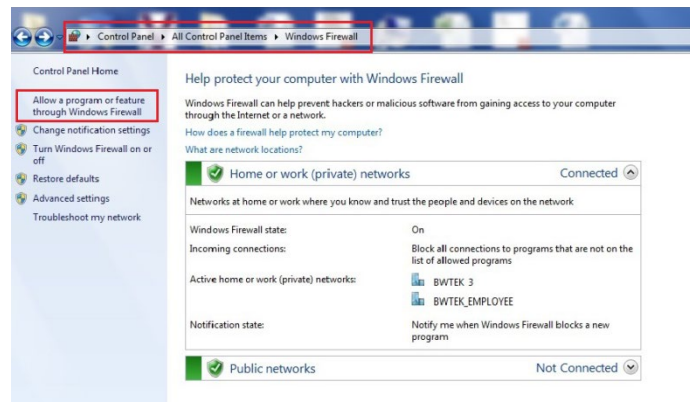 Control Panel All Control Panel Items Windows Firewall
Control Panel Home
Allow a program or feature
through Windows Firewall
Change notification settings
Turn Windows Firewall on or
off
Restore defaults
Advanced settings
Troubleshoot my network
Help protect your computer with Windows Firewall
Windows Firewall can help prevent hackers or malicious software from gaining access to your computer
through the Internet or a network.
How does a firewall help protect my computer?
What are network locations?
Home or work (private) networks Connected
Networks at home or work where you know and trust the people and devices on the network
Windows Firewall state: On
Incoming connections: Block all connections to programs that are not on the
list of allowed programs
Active home or work (private) networks: BWTEK 3
BWTEK_EMPLOYEE
Notification state: Notify me when Windows Firewall blocks a new
program
Public networks Not Connected